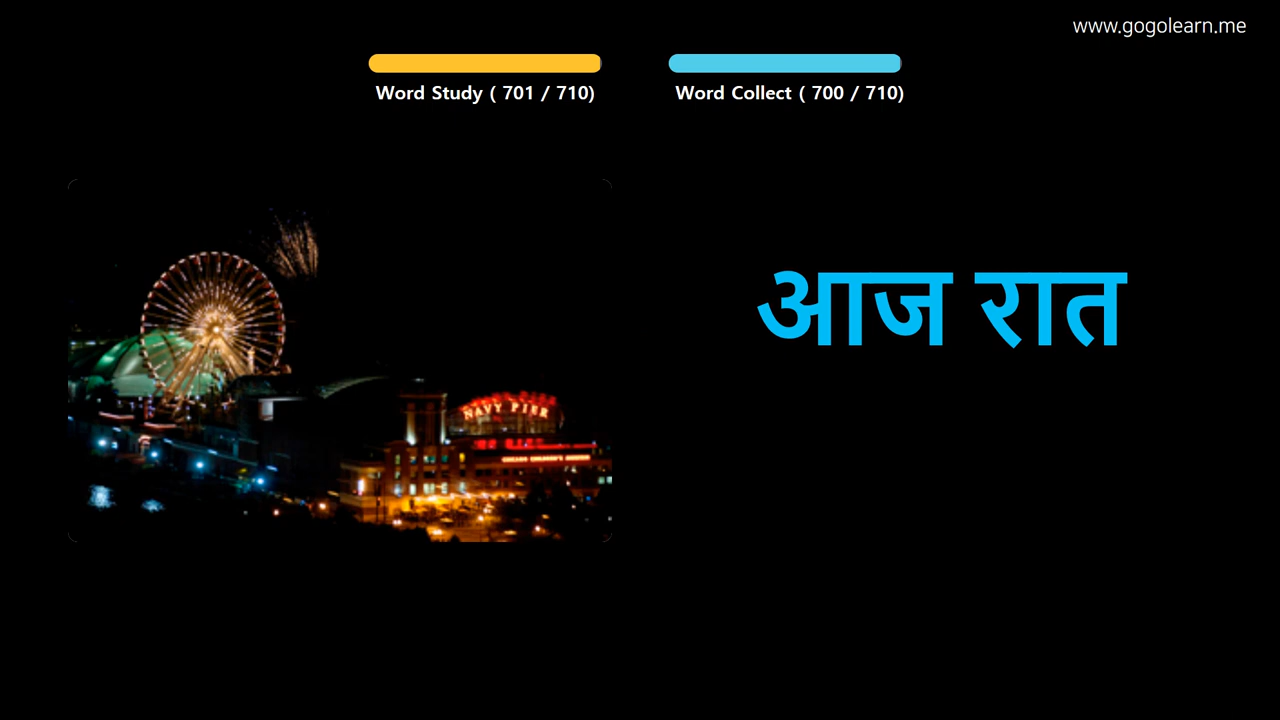 www.gogolearn.me
Word Study ( 701 / 710)
Word Collect ( 700 / 710)
आज रात
NAVY PIER